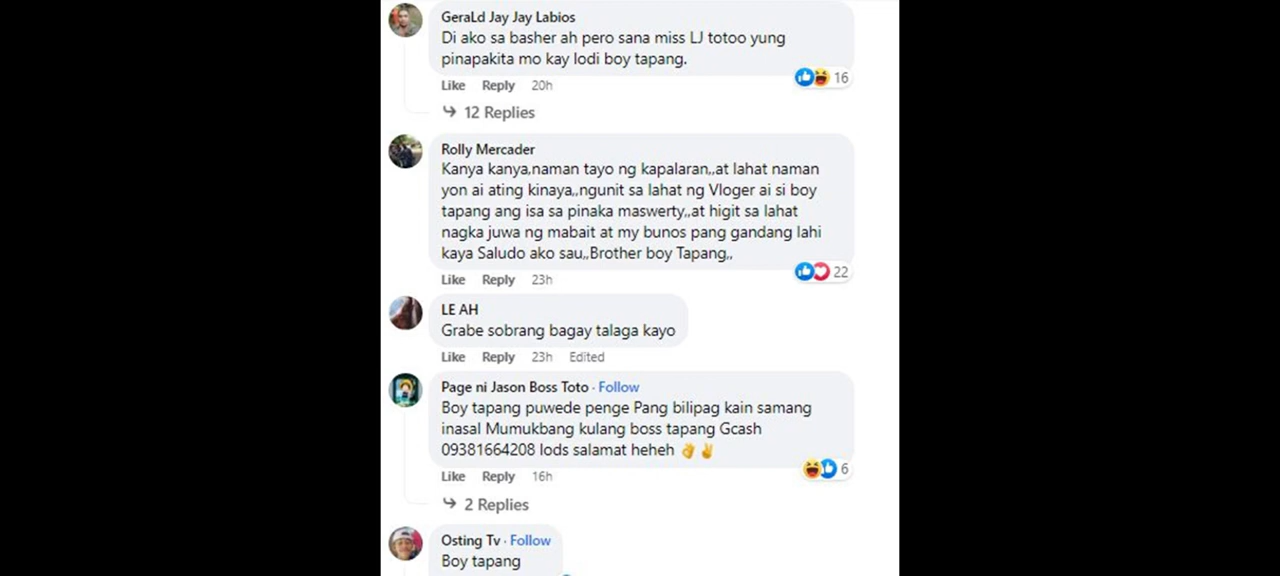 GeraLd Jay Jay Labios
Di ako sa basher ah pero sana miss LJ totoo yung
pinapakita mo kay lodi boy tapang.
16
Like Reply 20h
12 Replies
Rolly Mercader
Kanya kanya,naman tayo ng kapalaran,,at lahat naman
yon ai ating kinaya,,ngunit sa lahat ng Vloger ai si boy
tapang ang isa sa pinaka maswerty,,at higit sa lahat
nagka juwa ng mabait at my bunos pang gandang lahi
kaya Saludo ako sau,,Brother boy Tapang,,
22
Like Reply 23h
LE AH
Grabe sobrang bagay talaga kayo
Like Reply 23h Edited
Page ni Jason Boss Toto · Follow
Boy tapang puwede penge Pang bilipag kain samang
inasal Mumukbang kulang boss tapang Gcash
09381664208 lods salamat heheh 👌✌
6
Like Reply 16h
2 Replies
Osting Tv · Follow
Boy tapang